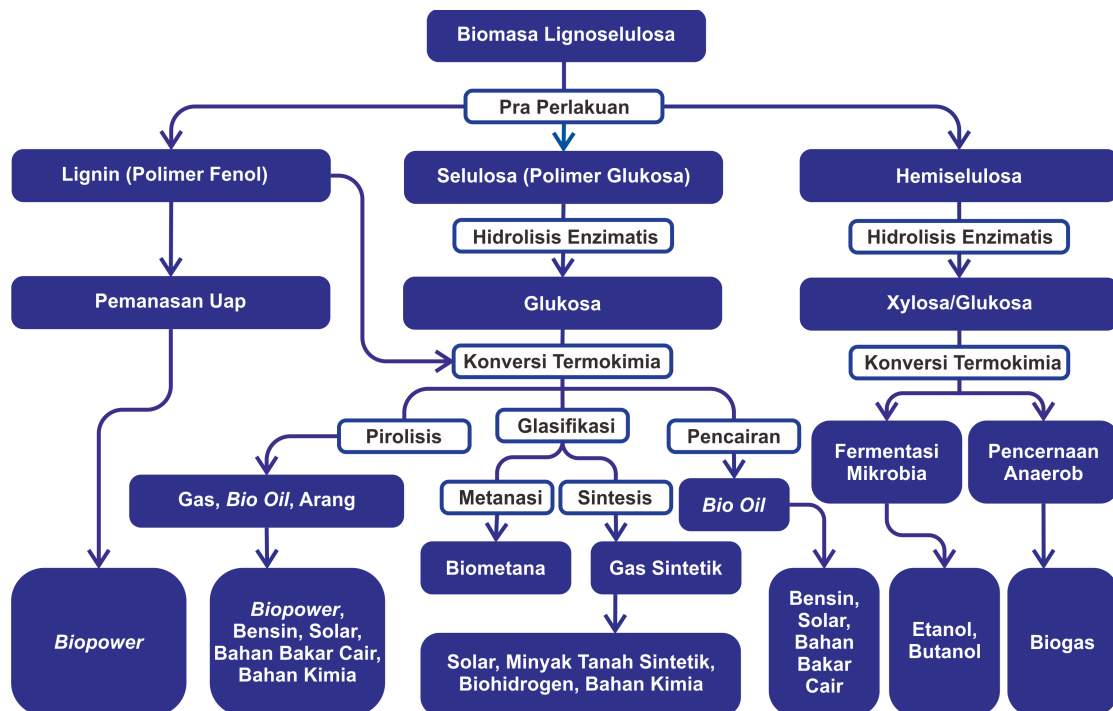 Biomasa Lignoselulosa
Pra Perlakuan
Lignin (Polimer Fenol)
Selulosa (Polimer Glukosa)
Hemiselulosa
Hidrolisis Enzimatis
Hidrolisis Enzimatis
Pemanasan Uap
Glukosa
Xylosa/Glukosa
Konversi Termokimia
Konversi Termokimia
Pirolisis
Glasifikasi
Pencairan
Fermentasi
Mikrobia
Pencernaan
Anaerob
Gas, Bio Oil, Arang
Metanasi
Sintesis
Bio Oil
Biometana
Gas Sintetik
Biopower
Biopower,
Bensin, Solar,
Bahan Bakar Cair,
Bahan Kimia
Solar, Minyak Tanah Sintetik,
Biohidrogen, Bahan Kimia
Bensin,
Solar,
Bahan
Bakar
Cair
Etanol,
Butanol
Biogas